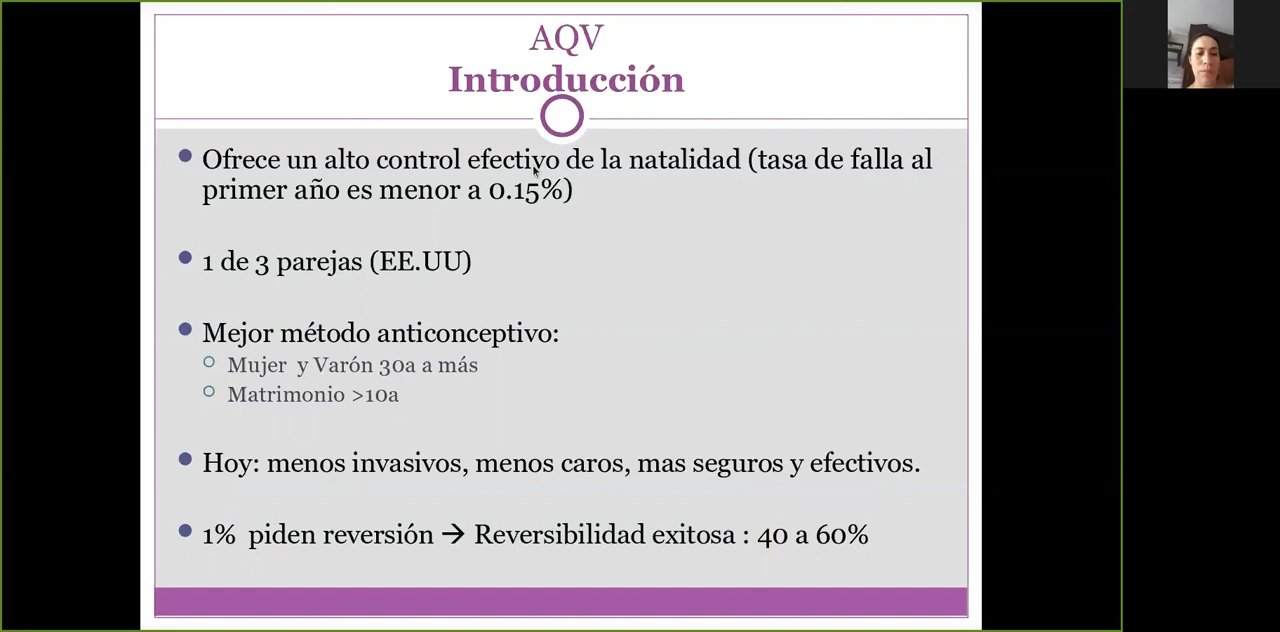 AQV
Introducción
Ofrece un alto control efectivo de la natalidad (tasa de falla al
primer año es menor a 0.15%)
1 de 3 parejas (EE.UU)
Mejor método anticonceptivo:
Mujer y Varón 30a a más
Matrimonio >10a
Hoy: menos invasivos, menos caros, mas seguros y efectivos.
1% piden reversión → Reversibilidad exitosa : 40 a 60%